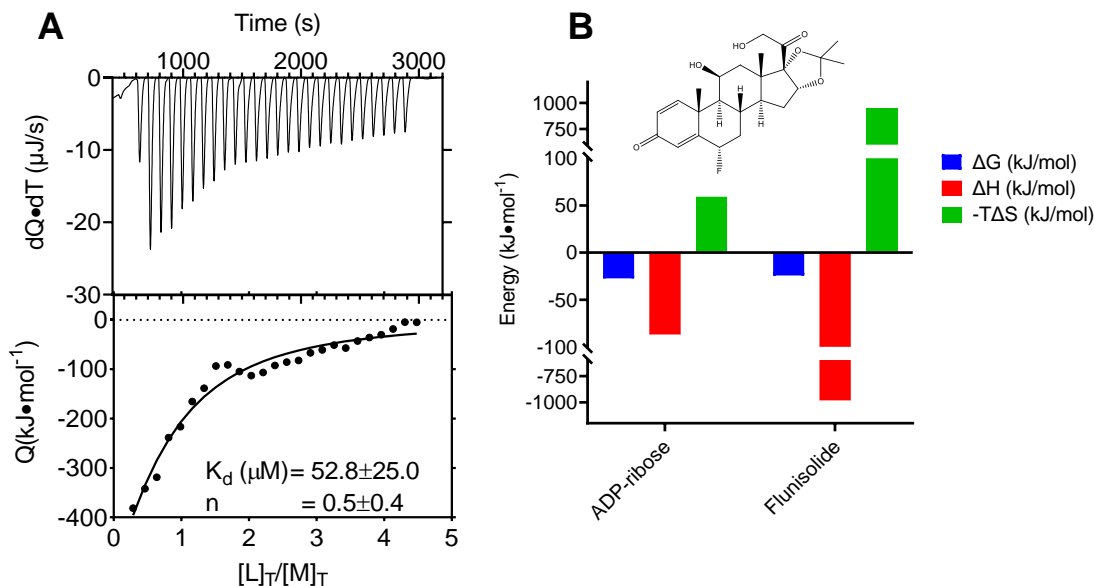 A
Time (s)
1000
2000
3000
0
-10
-20
-30
dQ•dT (μJ/s)
0
-100
-200
-300
-400
Q(kJ•mol-1)
Kd (μM)= 52.8±25.0
n = 0.5±0.4
0 1 2 3 4 5
[L]T/[M]T
B
HO
O
HO
O
O
H
H
H
O
F
1000
750
100
50
0
-50
-100
-750
-1000
Energy (kJ•mol-1)
ADP-ribose
Flunisolide
ΔG (kJ/mol)
ΔH (kJ/mol)
-TΔS (kJ/mol)